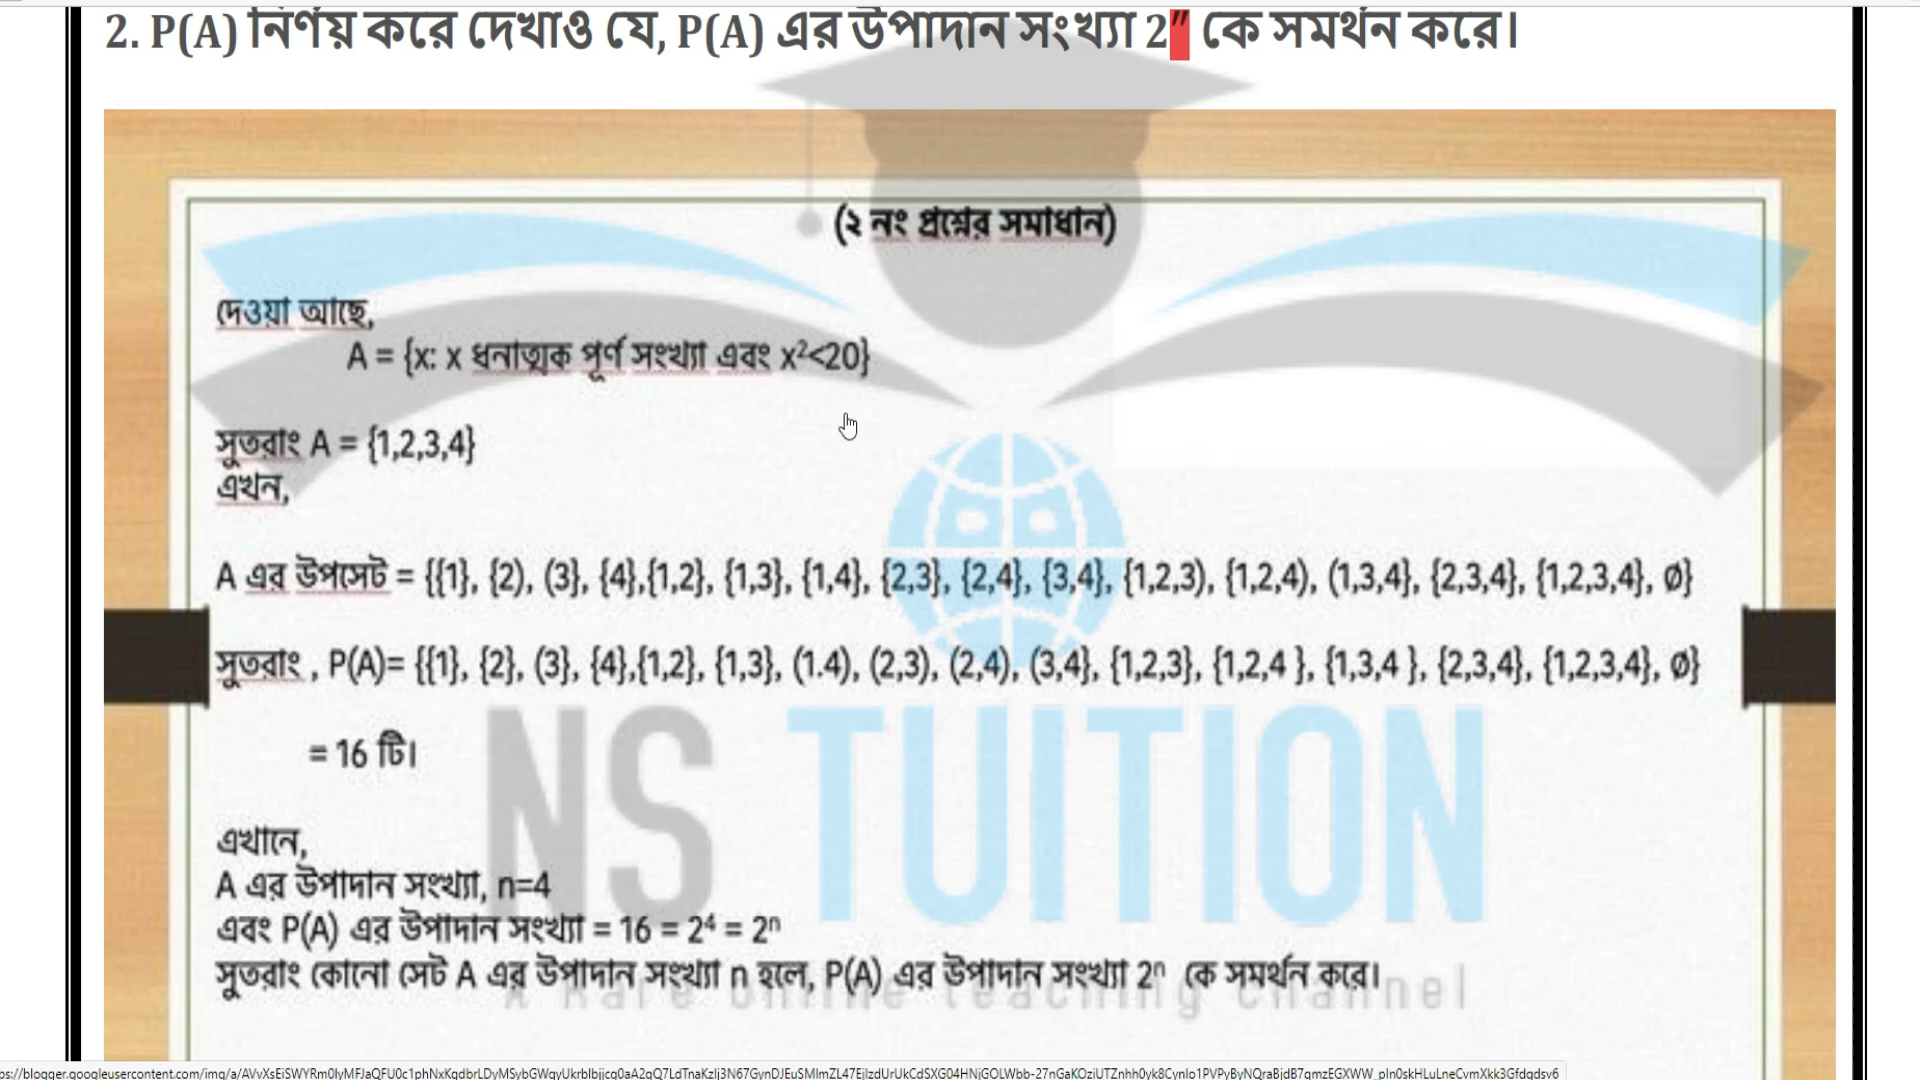 2. P(A) নির্ণয় করে দেখাও যে, P(A) এর উপাদান সংখ্যা 2" কে সমর্থন করে।
(২ নং প্রশ্নের সমাধান)
দেওয়া আছে,
A = {x: x ধনাত্মক পূর্ণ সংখ্যা এবং x²<20}
সুতরাং A = {1,2,3,4}
এখন,
A এর উপসেট = {{1}, {2), (3}, {4},{1,2}, {1,3}, {1,4}, {2,3}, {2,4}, {3,4}, {1,2,3), {1,2,4), (1,3,4}, {2,3,4}, {1,2,3,4}, ∅}
সুতরাং , P(A)= {{1}, {2}, (3}, {4},{1,2}, {1,3}, (1.4), (2,3), (2,4), (3,4}, {1,2,3}, {1,2,4 }, {1,3,4 }, {2,3,4}, {1,2,3,4}, ∅}
= 16 টি।
NS TUITION
এখানে,
A এর উপাদান সংখ্যা, n=4
এবং P(A) এর উপাদান সংখ্যা = 16 = 2⁴ = 2ⁿ
সুতরাং কোনো সেট A এর উপাদান সংখ্যা n হলে, P(A) এর উপাদান সংখ্যা 2ⁿ কে সমর্থন করে।
A Rare online teaching channel